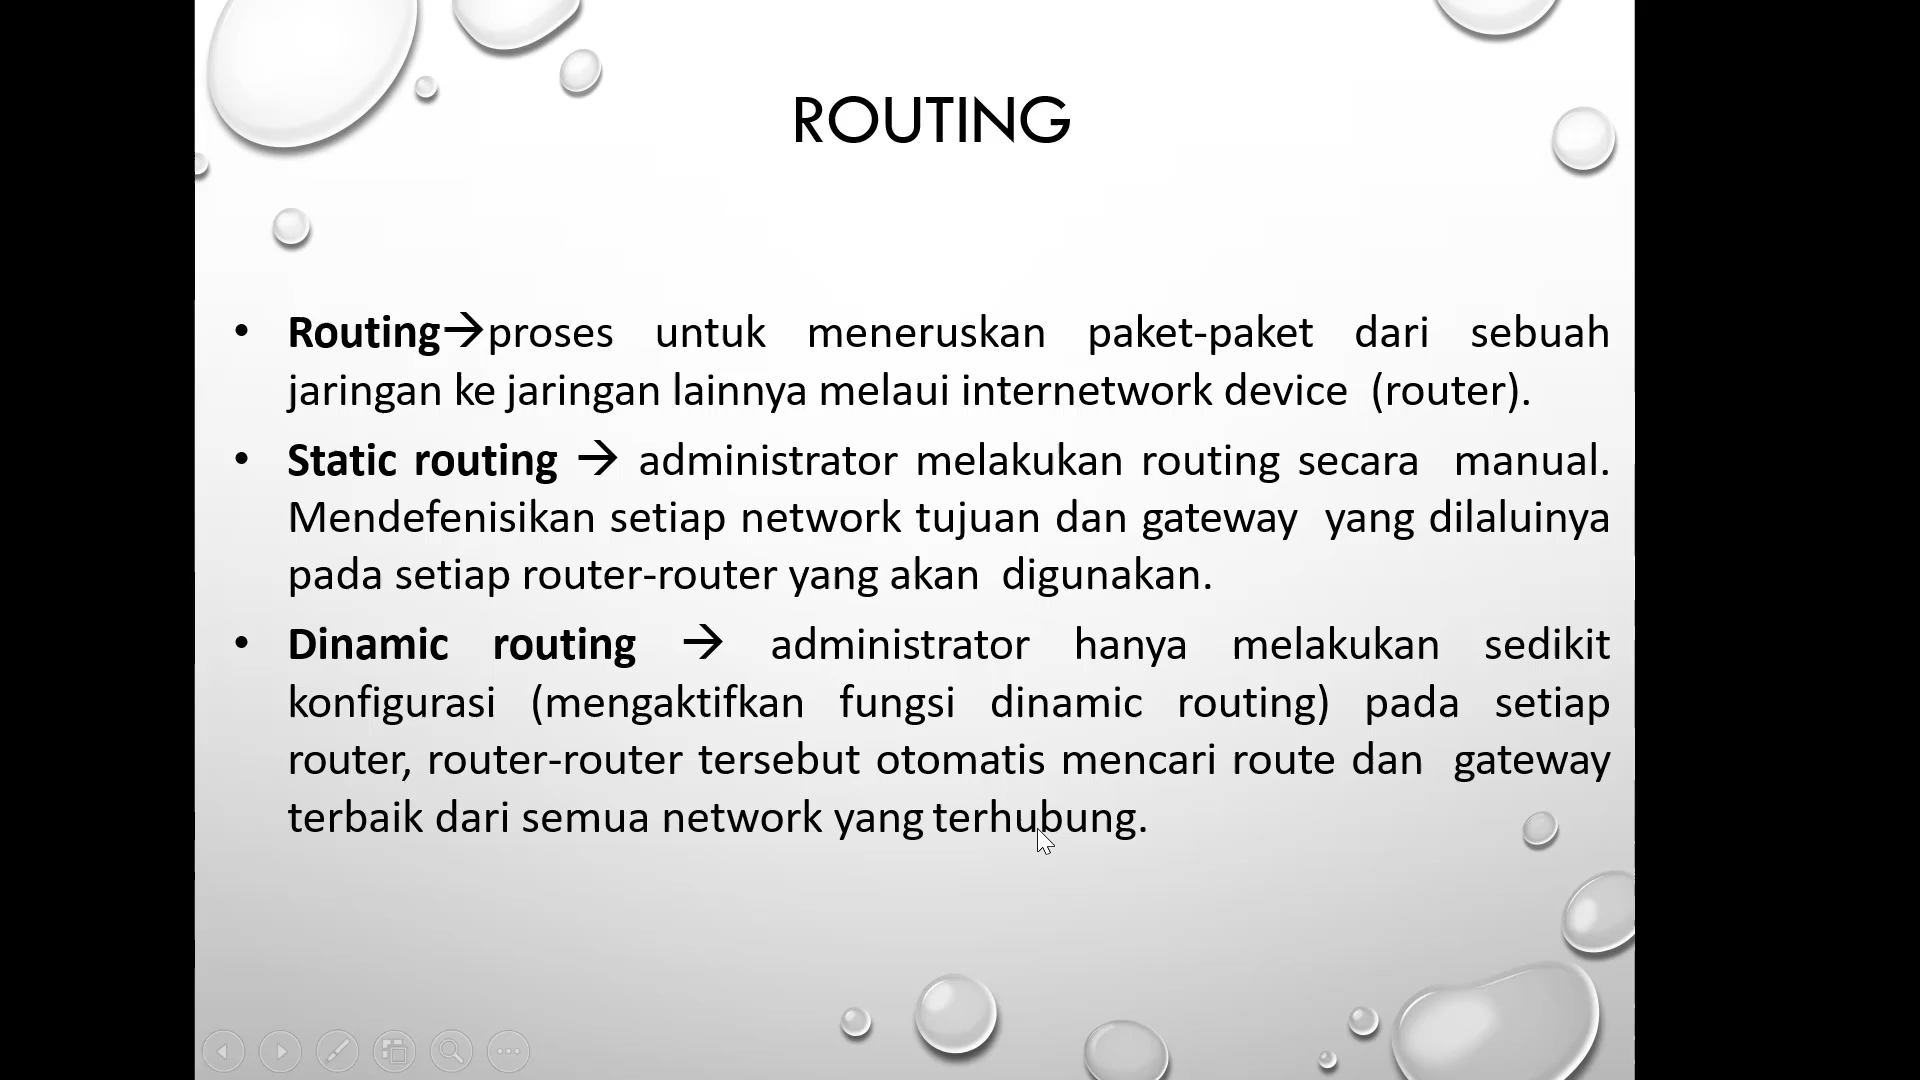 ROUTING
• Routing→proses untuk meneruskan paket-paket dari sebuah
jaringan ke jaringan lainnya melaui internetwork device (router).
• Static routing → administrator melakukan routing secara manual.
Mendefenisikan setiap network tujuan dan gateway yang dilaluinya
pada setiap router-router yang akan digunakan.
• Dinamic routing → administrator hanya melakukan sedikit
konfigurasi (mengaktifkan fungsi dinamic routing) pada setiap
router, router-router tersebut otomatis mencari route dan gateway
terbaik dari semua network yang terhubung.